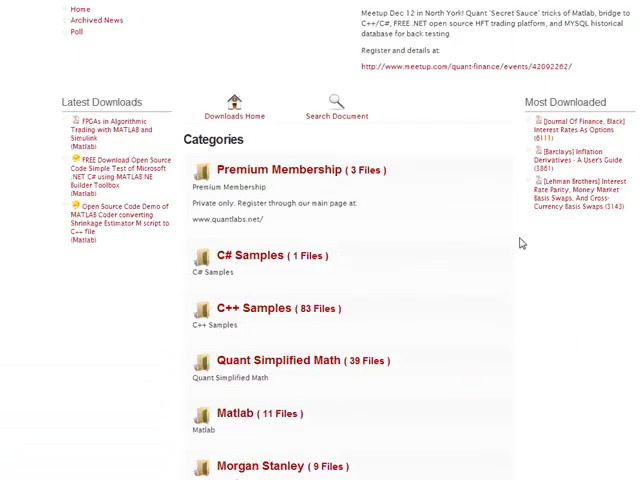 Home
Archived News
Poll
Meetup Dec 12 in North York! Quant 'Secret Sauce' tricks of Matlab, bridge to
C++/C#, FREE .NET open source HFT trading platform, and MYSQL historical
database for back testing
Register and details at:
http://www.meetup.com/quant-finance/events/42092262/
Latest Downloads
FPGAs in Algorithmic
Trading with MATLAB and
Simulink
(Matlab)
FREE Download Open Source
Code Simple Test of Microsoft
.NET C# using MATLAB NE
Builder Toolbox
(Matlab)
Open Source Code Demo of
MATLAB Coder converting
Shrinkage Estimator M script to
C++ file
(Matlab)
Downloads Home
Search Document
Categories
Premium Membership ( 3 Files )
Premium Membership
Private only. Register through our main page at:
www.quantlabs.net/
C# Samples ( 1 Files )
C# Samples
C++ Samples ( 83 Files )
C++ Samples
Quant Simplified Math ( 39 Files )
Quant Simplified Math
Matlab ( 11 Files )
Matlab
Morgan Stanley ( 9 Files )
Most Downloaded
[Journal Of Finance, Black]
Interest Rates As Options
(6111)
[Barclays] Inflation
Derivatives - A User's Guide
(3861)
[Lehman Brothers] Interest
Rate Parity, Money Market
Basis Swaps, And Cross-
Currency Basis Swaps (3143)